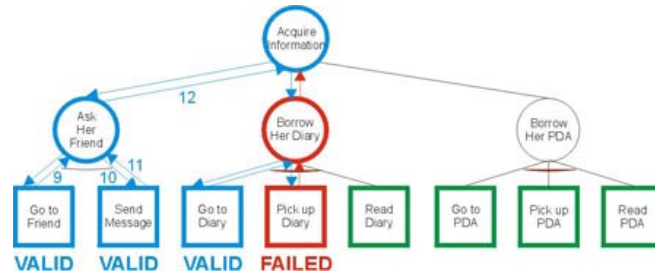 Acquire
Information
12
Ask
Her
Friend
Borrow
Her Diary
Borrow
Her PDA
9
10
11
Go to
Friend
Send
Message
Go to
Diary
Pick up
Diary
Read
Diary
Go to
PDA
Pick up
PDA
Read
PDA
VALID
VALID
VALID
FAILED